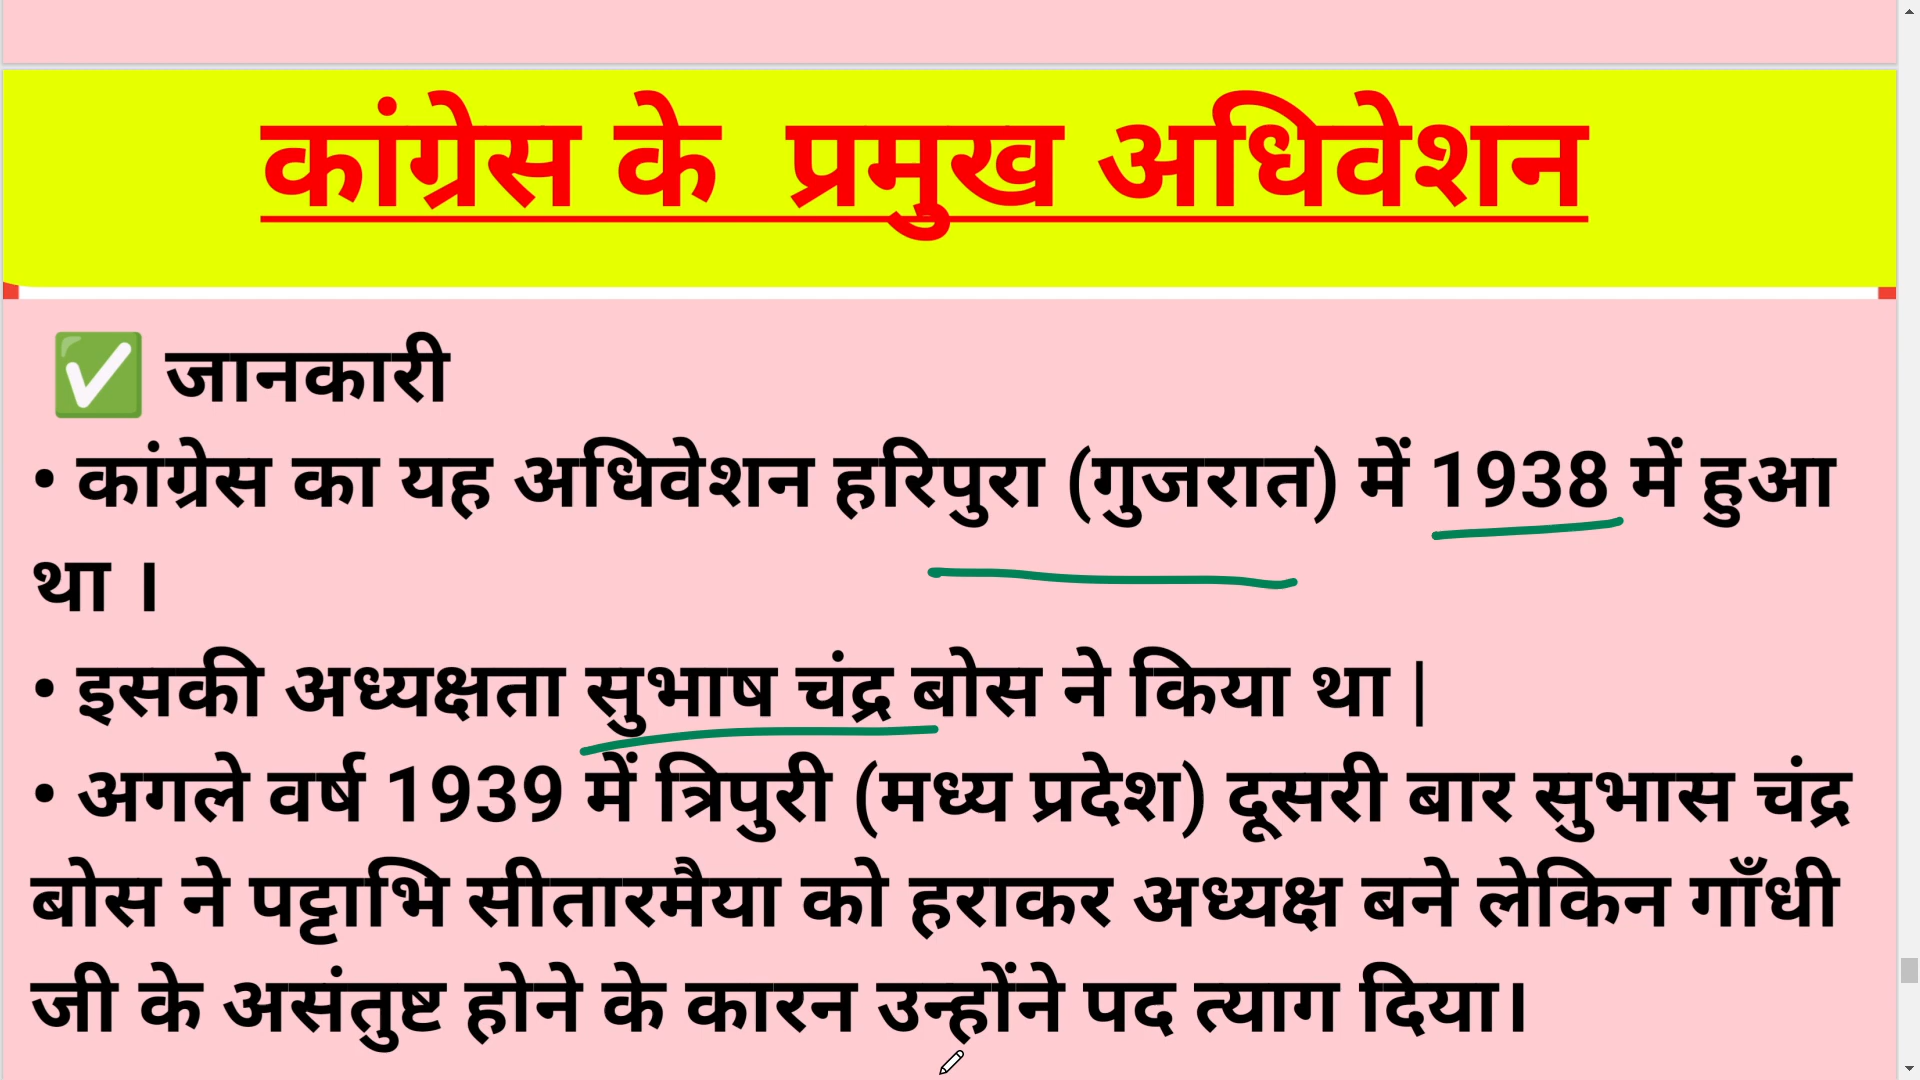 कांग्रेस के प्रमुख अधिवेशन
✅ जानकारी
• कांग्रेस का यह अधिवेशन हरिपुरा (गुजरात) में 1938 में हुआ
था ।
• इसकी अध्यक्षता सुभाष चंद्र बोस ने किया था |
• अगले वर्ष 1939 में त्रिपुरी (मध्य प्रदेश) दूसरी बार सुभास चंद्र
बोस ने पट्टाभि सीतारमैया को हराकर अध्यक्ष बने लेकिन गाँधी
जी के असंतुष्ट होने के कारन उन्होंने पद त्याग दिया।